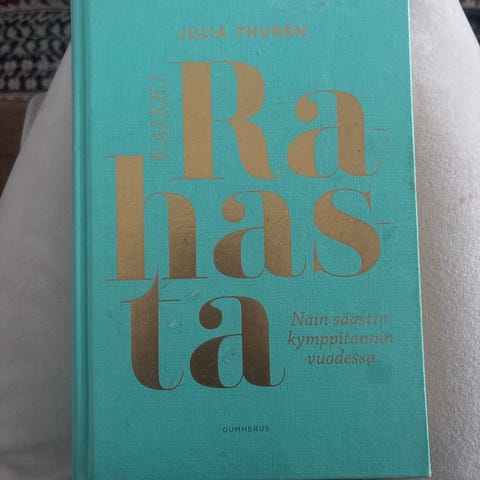 JULIA THURÉN
KAIKKI
Ra-
has-
ta
Näin säästin
kymppitonnin
vuodessa
GUMMERUS